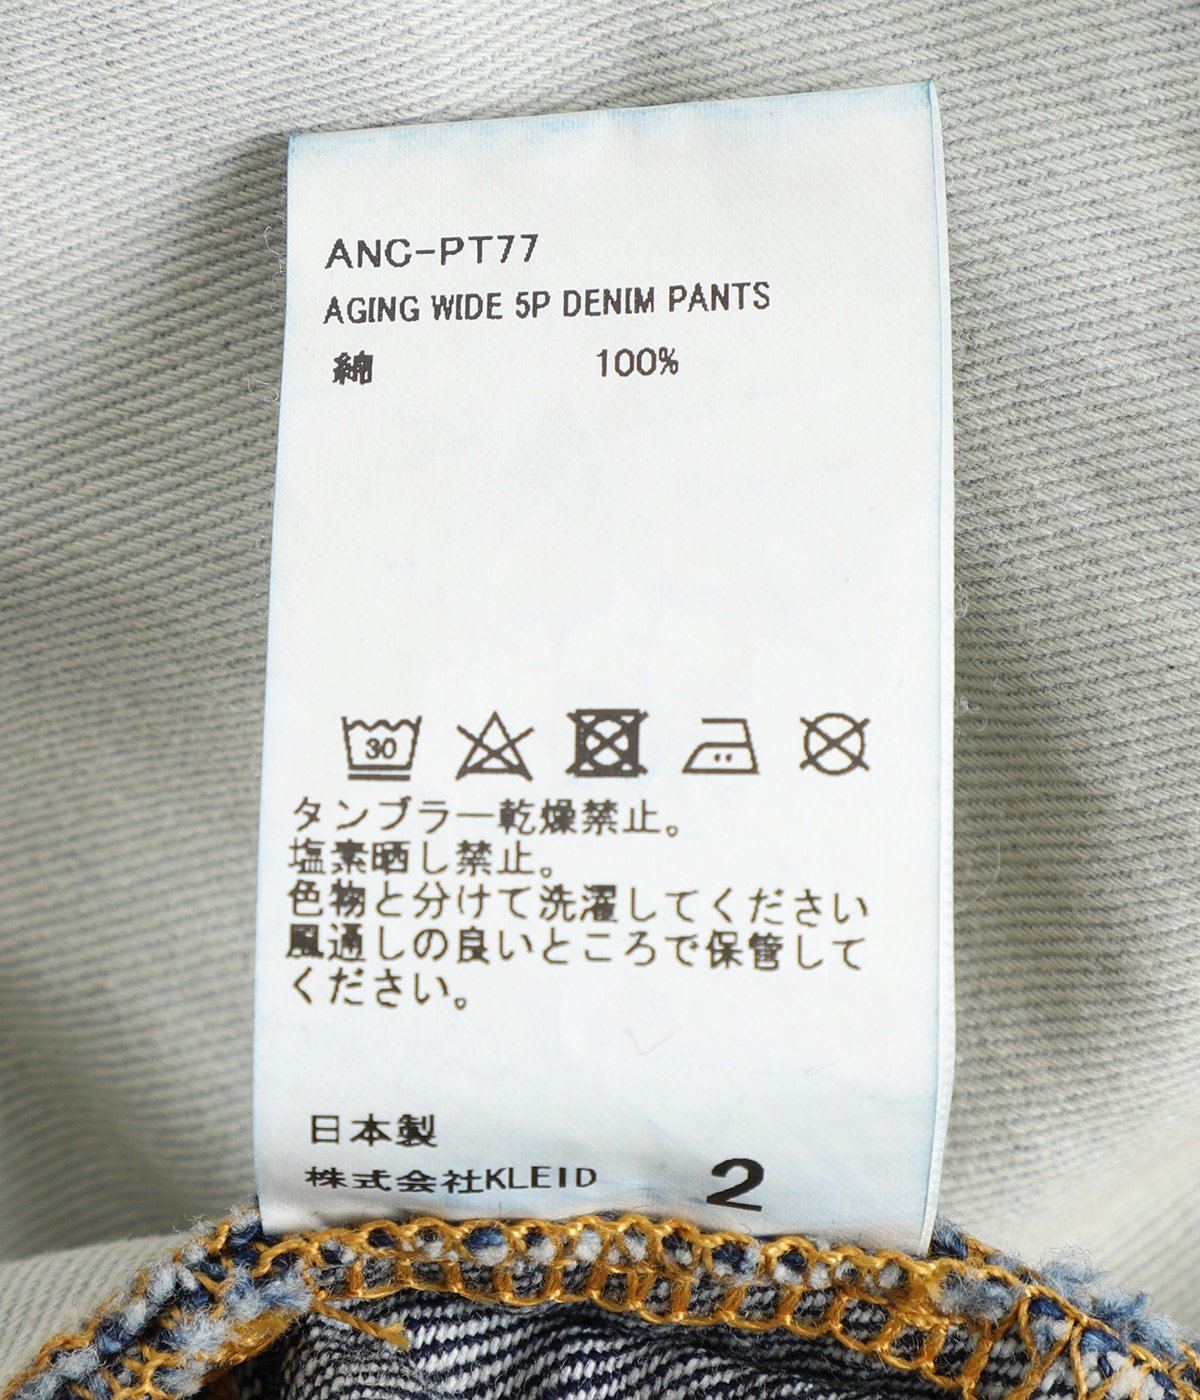 ANC-PT77
AGING WIDE 5P DENIM PANTS
綿 100%
30
タンブラー乾燥禁止。
塩素晒し禁止。
色物と分けて洗濯してください
風通しの良いところで保管して
ください。
日本製
株式会社KLEID 2